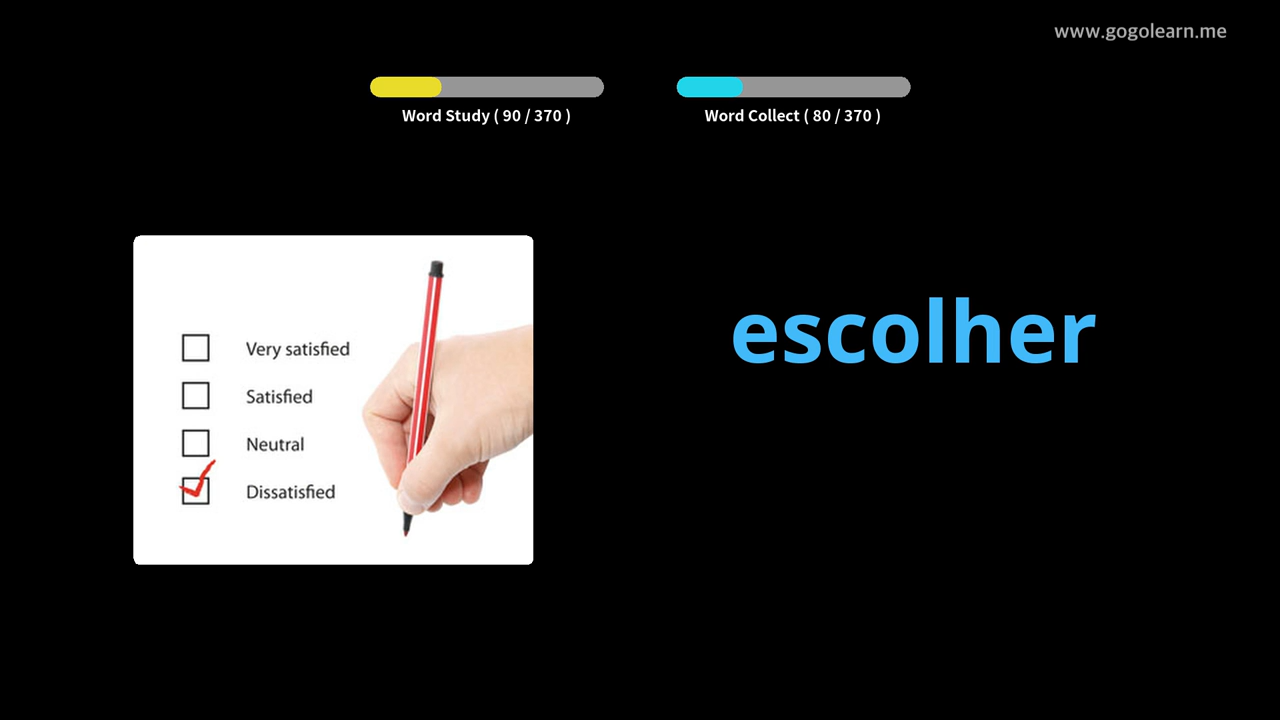 www.gogolearn.me
Word Study ( 90 / 370 )
Word Collect ( 80 / 370 )
Very satisfied
Satisfied
Neutral
Dissatisfied
escolher